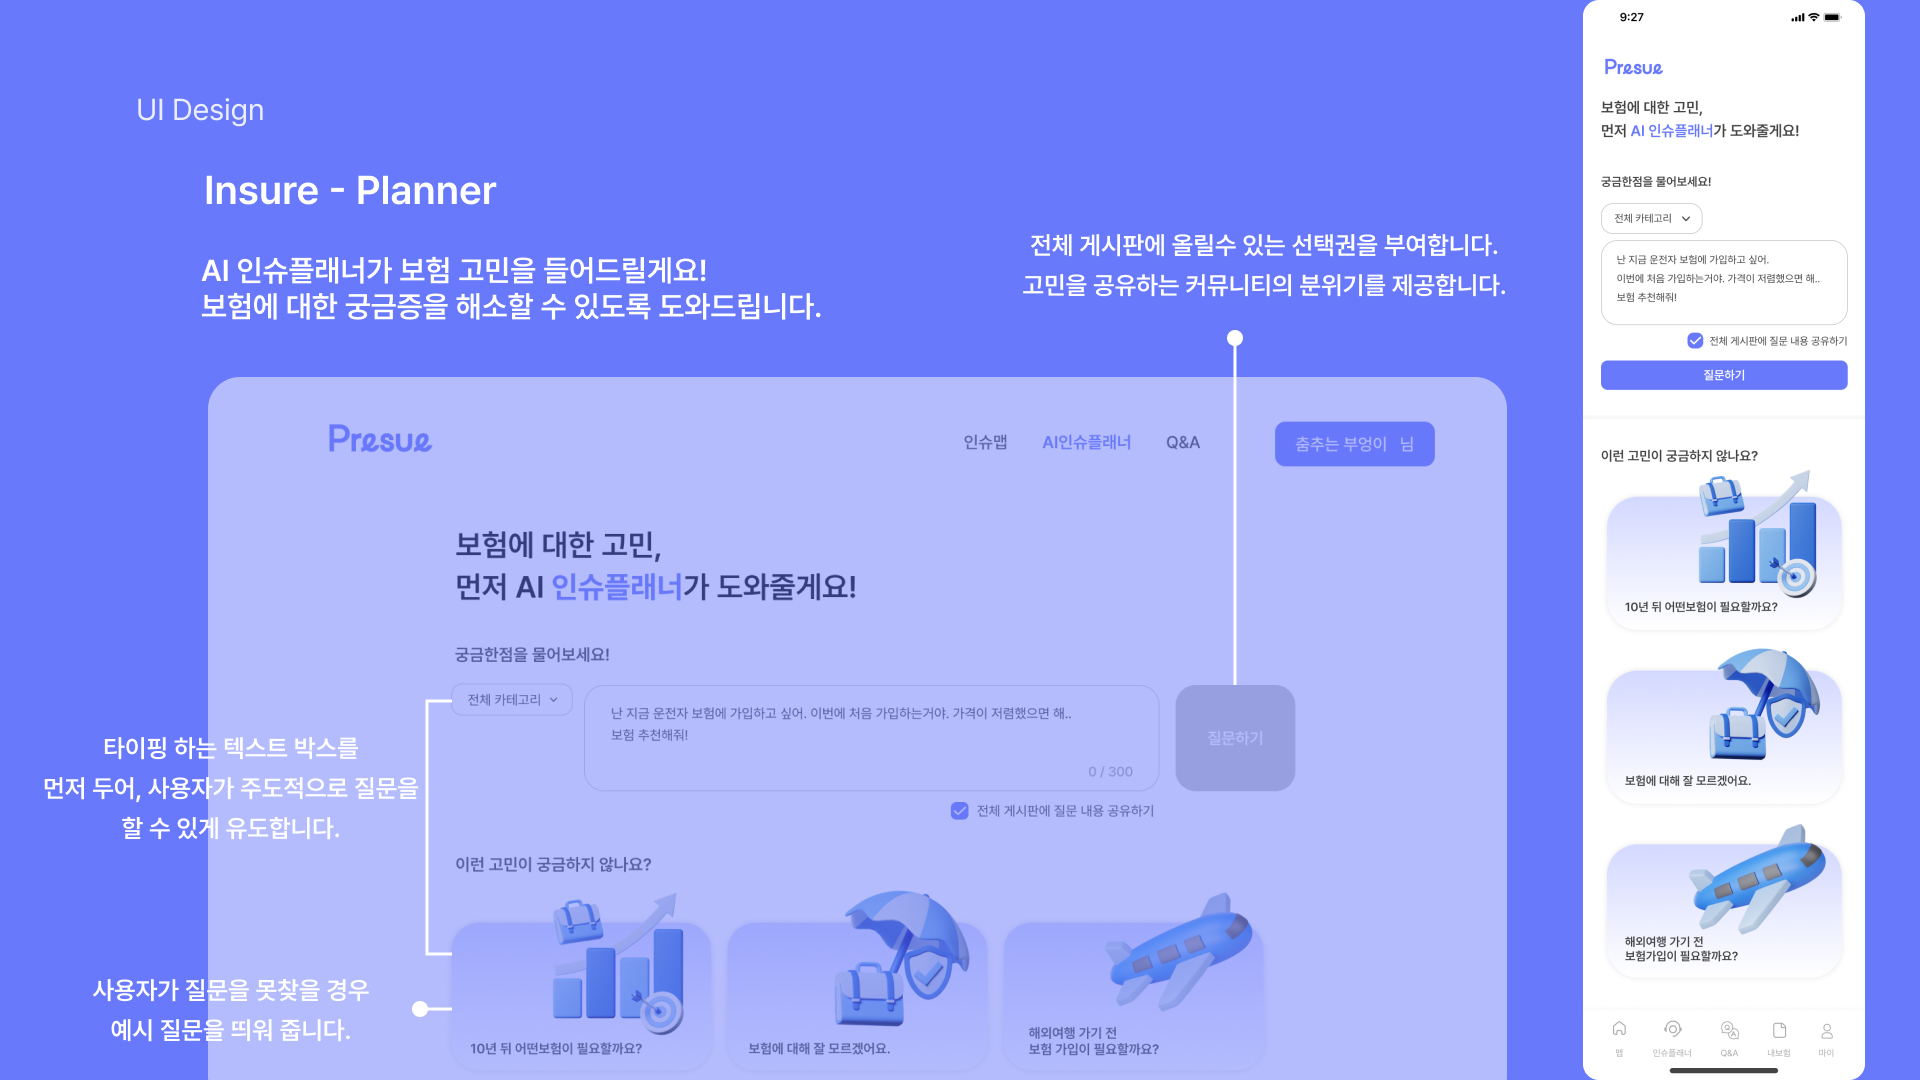 UI Design
Insure - Planner
AI 인슈플래너가 보험 고민을 들어드릴게요!
보험에 대한 궁금증을 해소할 수 있도록 도와드립니다.
전체 게시판에 올릴수 있는 선택권을 부여합니다.
고민을 공유하는 커뮤니티의 분위기를 제공합니다.
타이핑 하는 텍스트 박스를
먼저 두어, 사용자가 주도적으로 질문을
할 수 있게 유도합니다.
사용자가 질문을 못찾을 경우
예시 질문을 띄워 줍니다.
Presue
인슈맵
AI인슈플래너
Q&A
춤추는 부엉이 님
보험에 대한 고민,
먼저 AI 인슈플래너가 도와줄게요!
궁금한점을 물어보세요!
전체 카테고리
난 지금 운전자 보험에 가입하고 싶어. 이번에 처음 가입하는거야. 가격이 저렴했으면 해..
보험 추천해줘!
0 / 300
질문하기
전체 게시판에 질문 내용 공유하기
이런 고민이 궁금하지 않나요?
10년 뒤 어떤보험이 필요할까요?
보험에 대해 잘 모르겠어요.
해외여행 가기 전
보험 가입이 필요할까요?
9:27
Presue
보험에 대한 고민,
먼저 AI 인슈플래너가 도와줄게요!
궁금한점을 물어보세요!
전체 카테고리
난 지금 운전자 보험에 가입하고 싶어.
이번에 처음 가입하는거야. 가격이 저렴했으면 해..
보험 추천해줘!
전체 게시판에 질문 내용 공유하기
질문하기
이런 고민이 궁금하지 않나요?
10년 뒤 어떤보험이 필요할까요?
보험에 대해 잘 모르겠어요.
해외여행 가기 전
보험가입이 필요할까요?
맵
인슈플래너
Q&A
내보험
마이